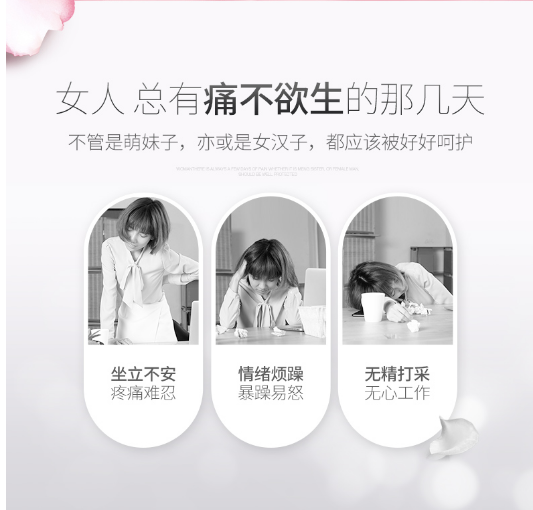 女人 总有痛不欲生的那几天
不管是萌妹子，亦或是女汉子，都应该被好好呵护
坐立不安
疼痛难忍
情绪烦躁
暴躁易怒
无精打采
无心工作